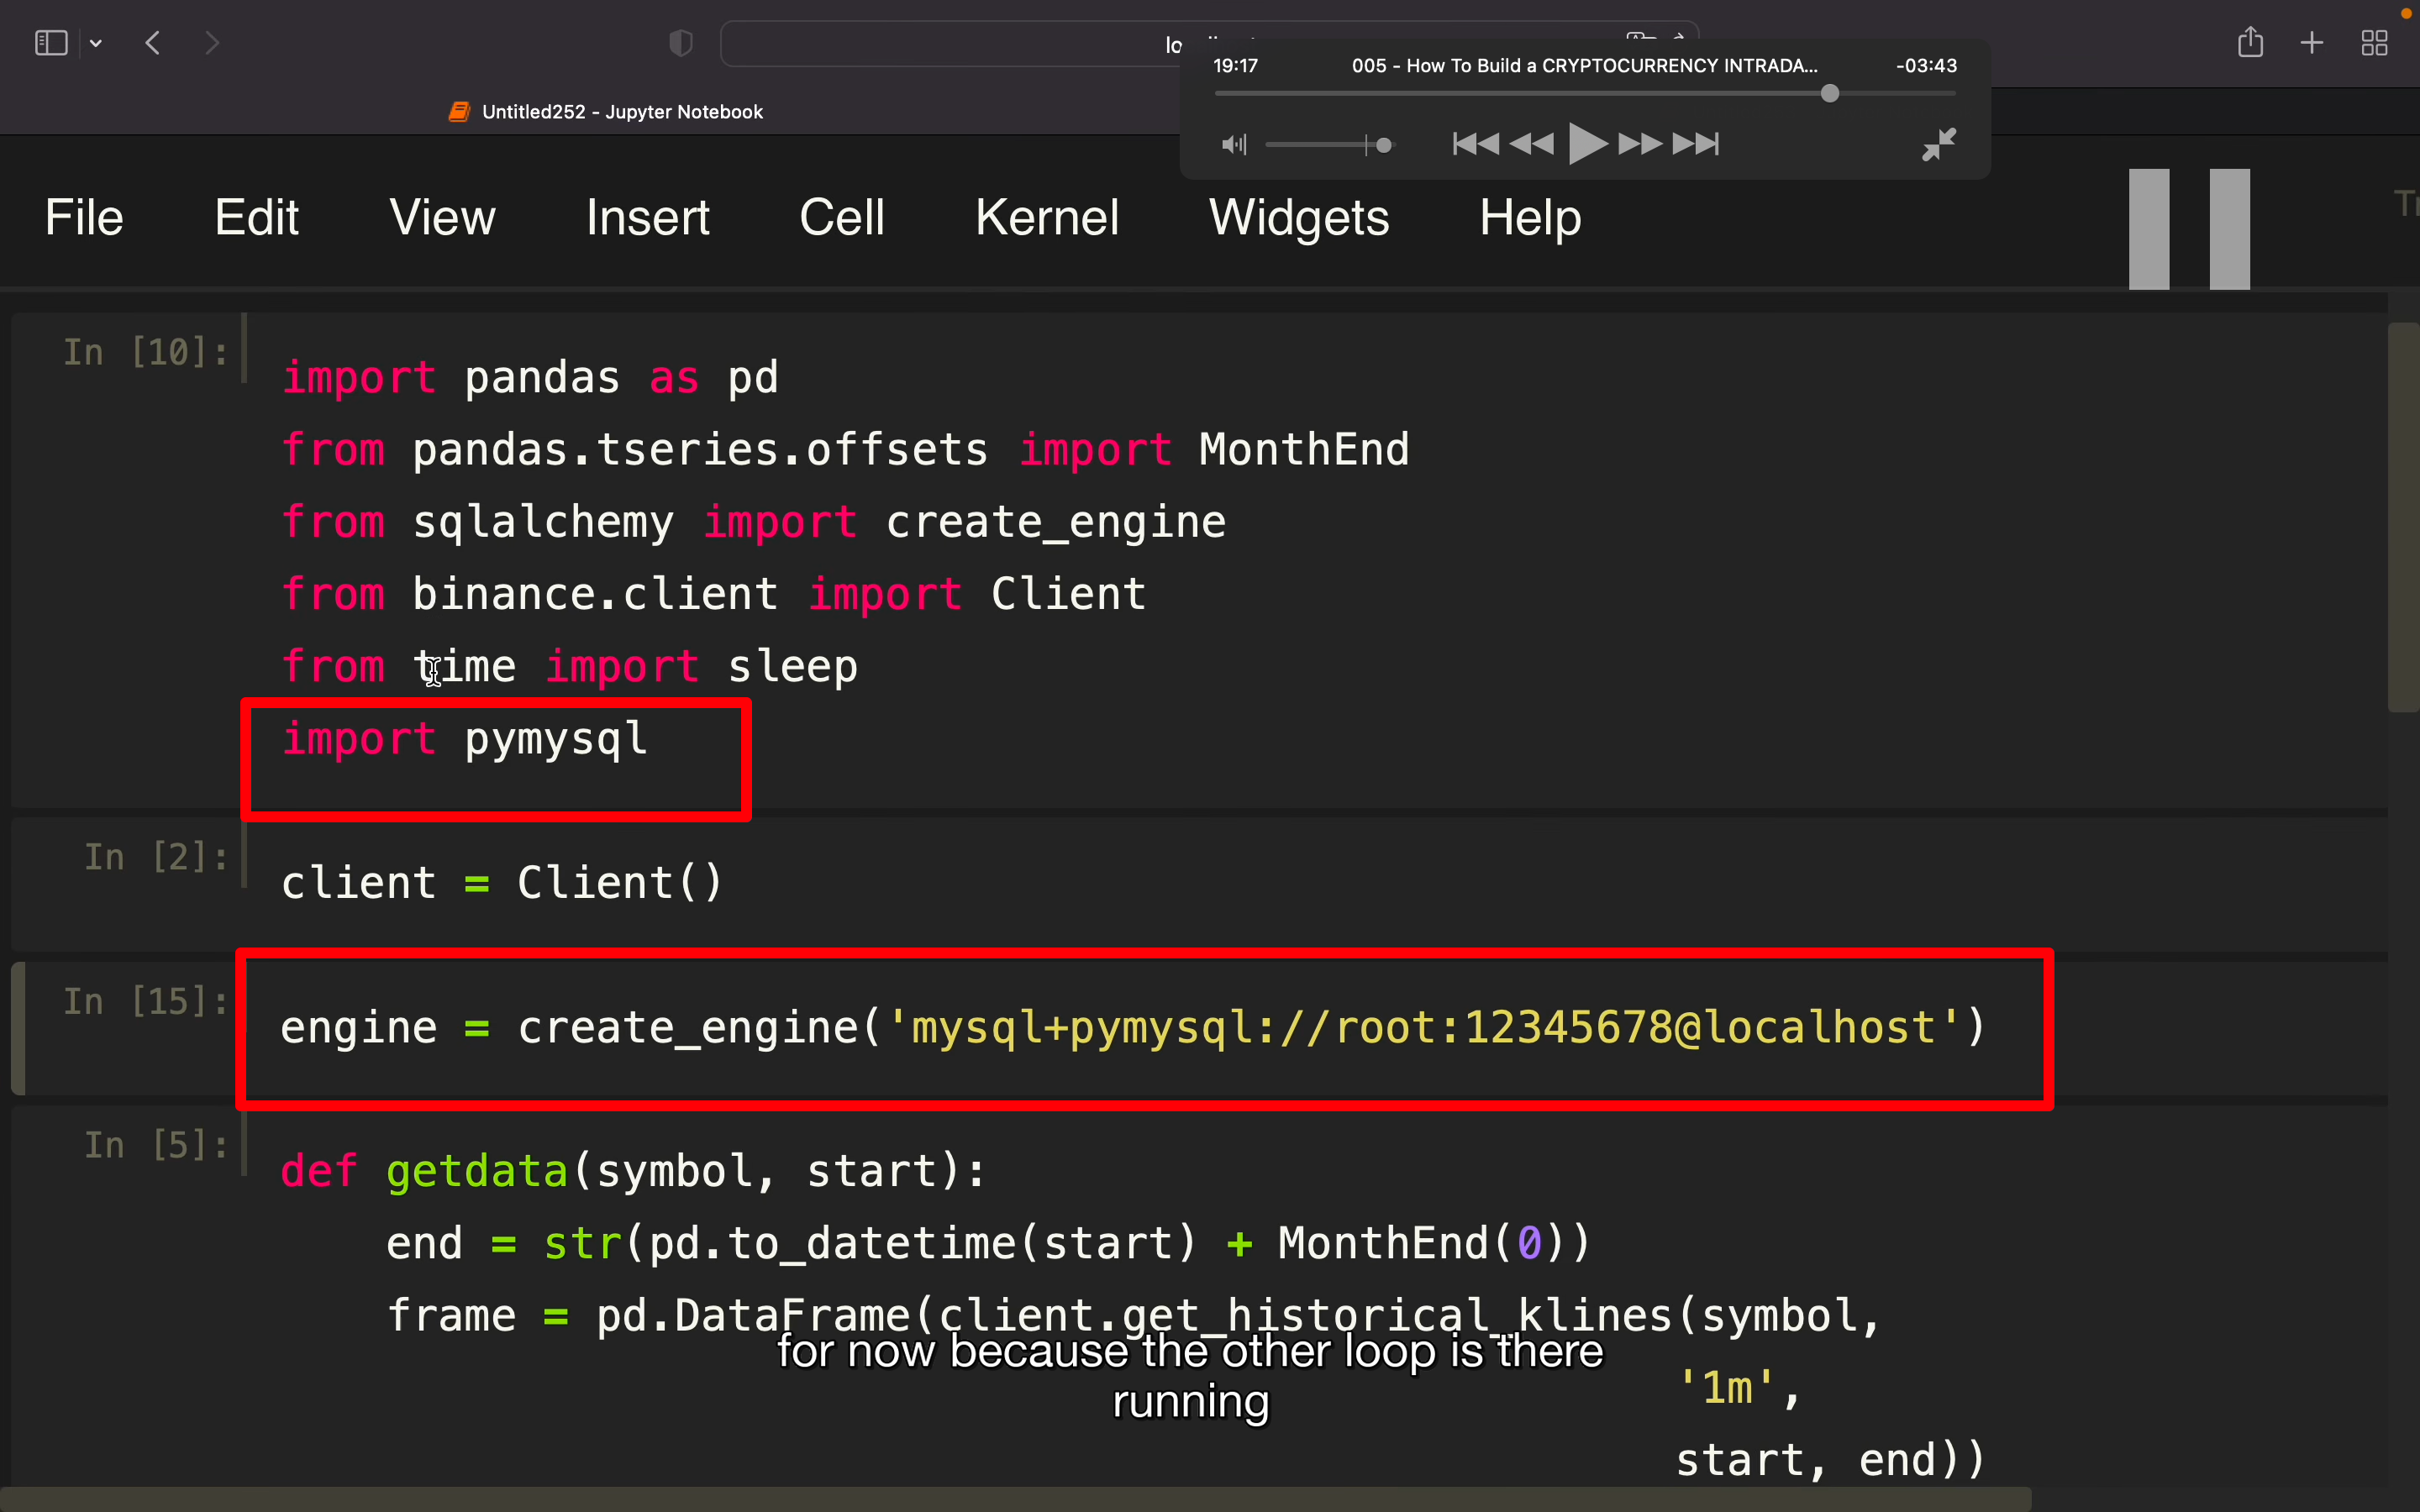 19:17
005 - How To Build a CRYPTOCURRENCY INTRADA...
-03:43
Untitled252 - Jupyter Notebook
File Edit View Insert Cell Kernel Widgets Help
In [10]:
import pandas as pd
from pandas.tseries.offsets import MonthEnd
from sqlalchemy import create_engine
from binance.client import Client
from time import sleep
import pymysql
In [2]:
client = Client()
In [15]:
engine = create_engine('mysql+pymysql://root:12345678@localhost')
In [5]:
def getdata(symbol, start):
end = str(pd.to_datetime(start) + MonthEnd(0))
frame = pd.DataFrame(client.get_historical_klines(symbol,
'1m',
start, end))
for now because the other loop is there
running